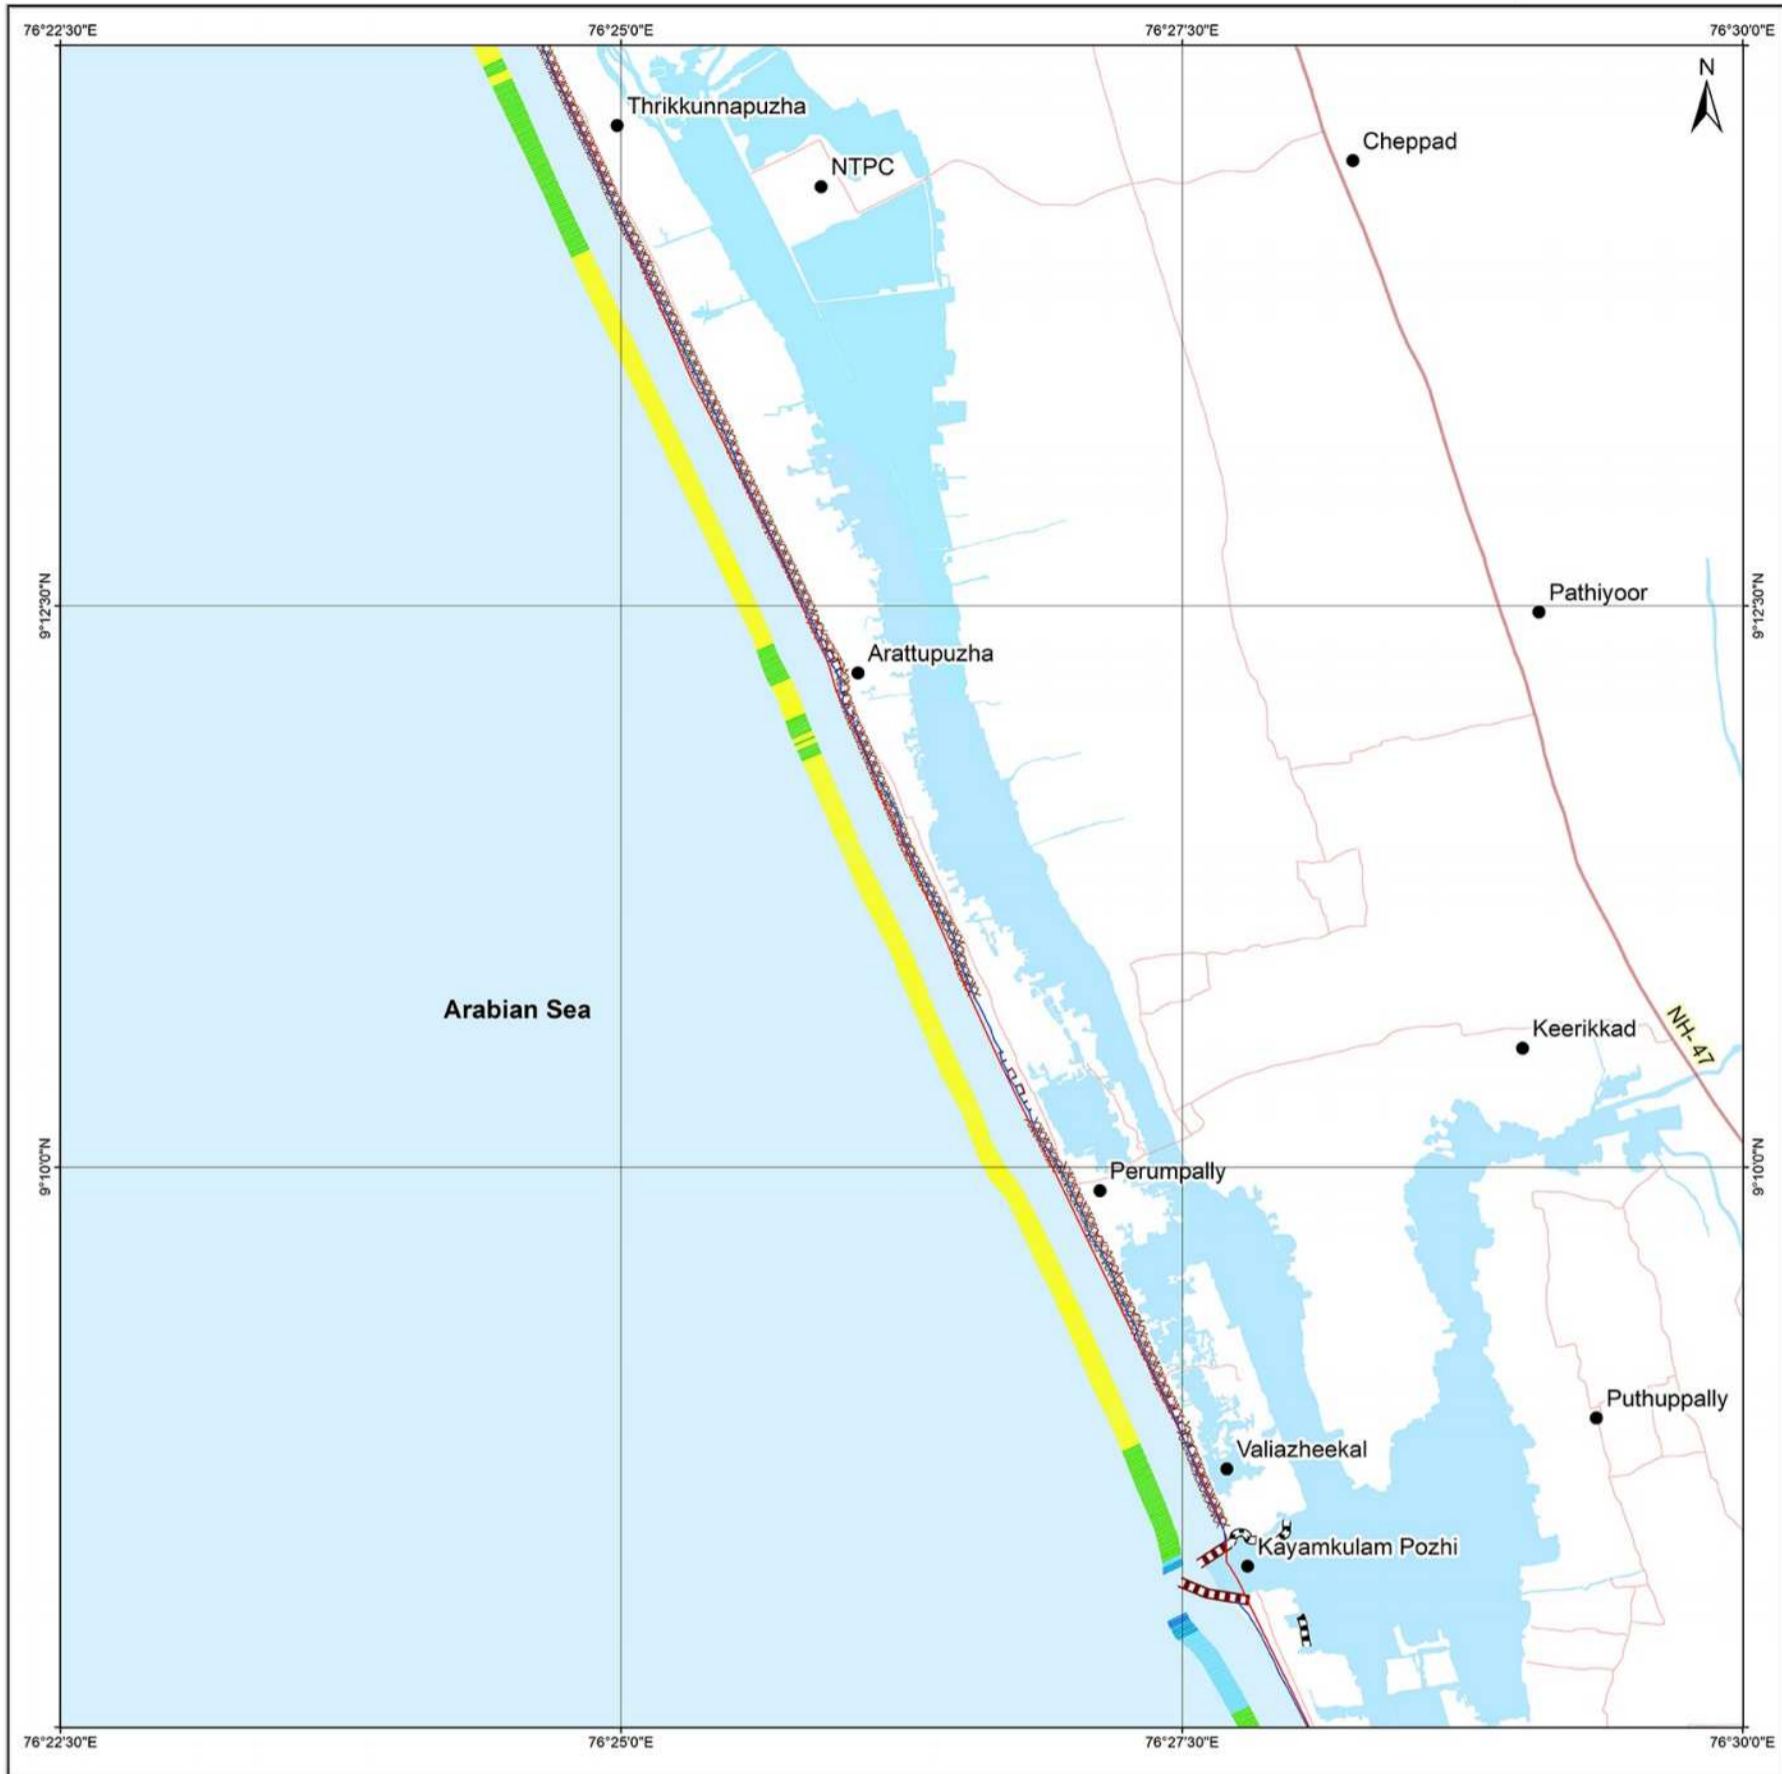 76°22'30"E
76°25'0"E
76°27'30"E
76°30'0"E
N
Thrikkunnapuzha
Cheppad
NTPC
9°12'30"N
9°12'30"N
Pathiyoor
Arattupuzha
Arabian Sea
NH- 47
Keerikkad
9°10'0"N
9°10'0"N
Perumpally
Puthuppally
Valiazheekal
Kayamkulam Pozhi
76°22'30"E
76°25'0"E
76°27'30"E
76°30'0"E